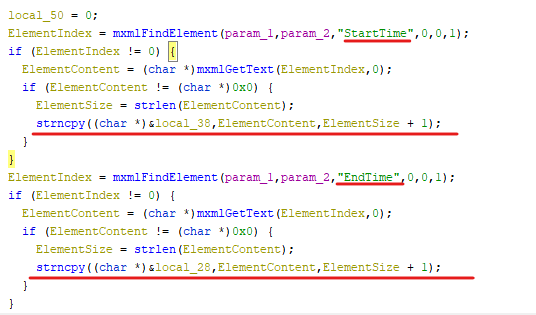 local_50 = 0;
ElementIndex = mxmlFindElement(param_1,param_2,"StartTime",0,0,1);
if (ElementIndex != 0) {
ElementContent = (char *)mxmlGetText(ElementIndex,0);
if (ElementContent != (char *)0x0) {
ElementSize = strlen(ElementContent);
strncpy((char *)&local_38,ElementContent,ElementSize + 1);
}
}
ElementIndex = mxmlFindElement(param_1,param_2,"EndTime",0,0,1);
if (ElementIndex != 0) {
ElementContent = (char *)mxmlGetText(ElementIndex,0);
if (ElementContent != (char *)0x0) {
ElementSize = strlen(ElementContent);
strncpy((char *)&local_28,ElementContent,ElementSize + 1);
}
}